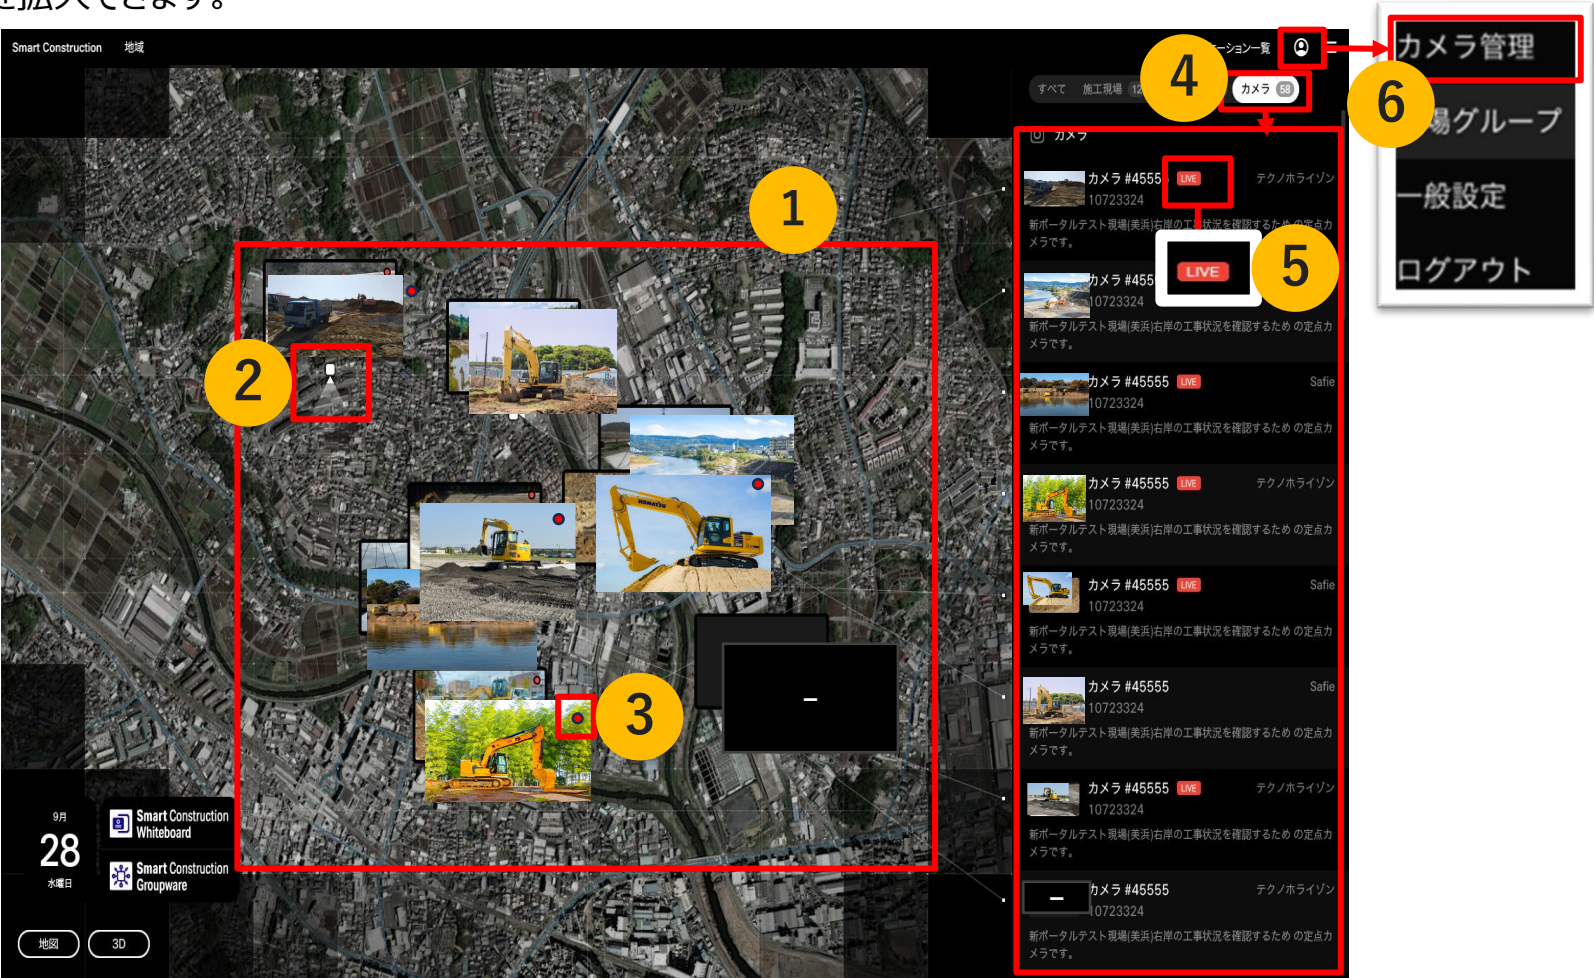 を拡大できます。
Smart Construction 地域
ーション一覧
カメラ管理
場グループ
一般設定
ログアウト
すべて 施工現場 12
カメラ 58
カメラ
カメラ #45555 LIVE テクノホライゾン
10723324
新ポータルテスト現場(美浜)右岸の工事状況を確認するため の定点カ
メラです。
LIVE
カメラ #455
10723324
新ポータルテスト現場(美浜)右岸の工事状況を確認するため の定点カ
メラです。
カメラ #45555 LIVE Safie
10723324
新ポータルテスト現場(美浜)右岸の工事状況を確認するため の定点カ
メラです。
カメラ #45555 LIVE テクノホライゾン
10723324
新ポータルテスト現場(美浜)右岸の工事状況を確認するため の定点カ
メラです。
カメラ #45555 LIVE Safie
10723324
新ポータルテスト現場(美浜)右岸の工事状況を確認するため の定点カ
メラです。
カメラ #45555 Safie
10723324
新ポータルテスト現場(美浜)右岸の工事状況を確認するため の定点カ
メラです。
カメラ #45555 LIVE テクノホライゾン
10723324
新ポータルテスト現場(美浜)右岸の工事状況を確認するため の定点カ
メラです。
カメラ #45555 テクノホライゾン
10723324
新ポータルテスト現場(美浜)右岸の工事状況を確認するため の定点カ
メラです。
1
2
3
4
5
6
KOMATSU
9月
28
水曜日
Smart Construction
Whiteboard
Smart Construction
Groupware
地図
3D